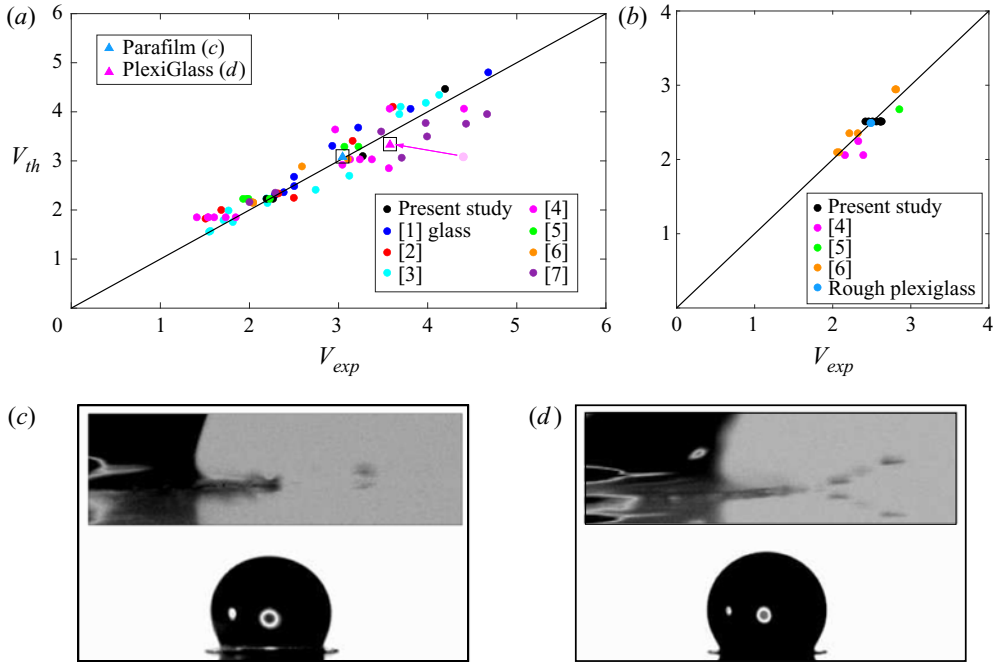 (a)
6
5
4
3
2
1
0
1
2
3
4
5
6
V_th
V_exp
Parafilm (c)
PlexiGlass (d)
Present study
[1] glass
[2]
[3]
[4]
[5]
[6]
[7]
(b)
4
3
2
1
0
1
2
3
4
V_exp
Present study
[4]
[5]
[6]
Rough plexiglass
(c)
(d)